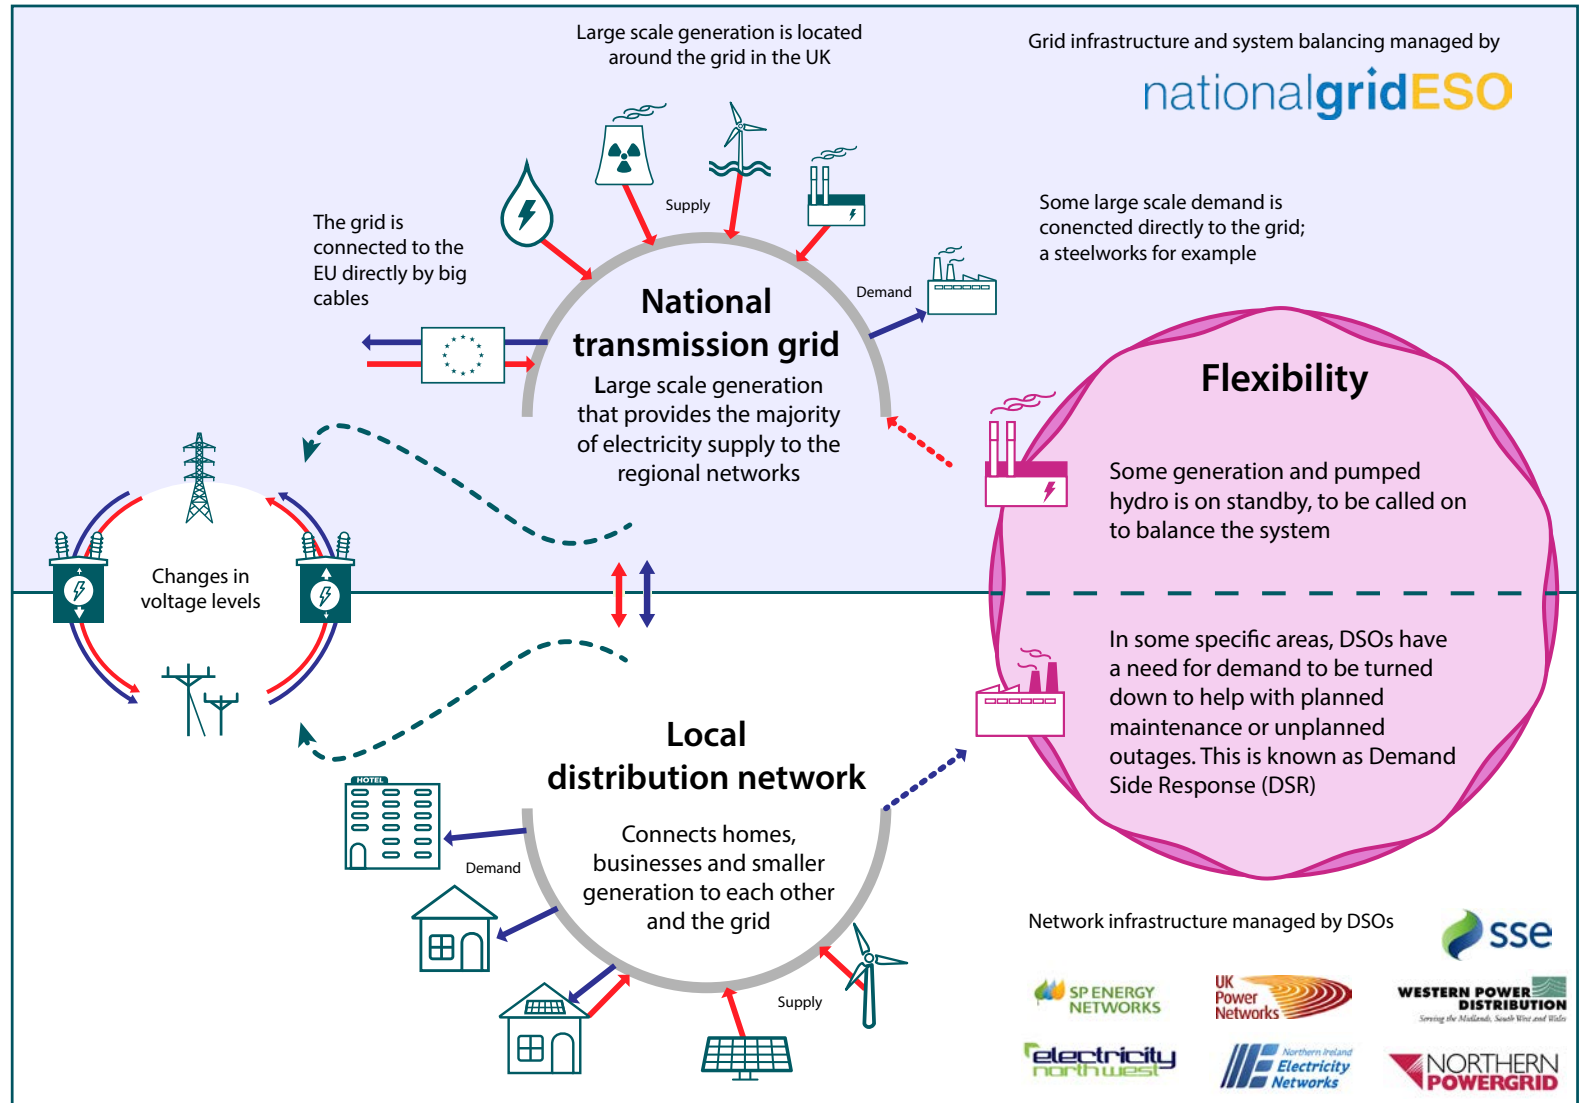 Large scale generation is located
around the grid in the UK
Grid infrastructure and system balancing managed by
nationalgridESO
Supply
The grid is
connected to the
EU directly by big
cables
Some large scale demand is
conencted directly to the grid;
a steelworks for example
Demand
National
transmission grid
Large scale generation
that provides the majority
of electricity supply to the
regional networks
Flexibility
Some generation and pumped
hydro is on standby, to be called on
to balance the system
Changes in
voltage levels
In some specific areas, DSOs have
a need for demand to be turned
down to help with planned
maintenance or unplanned
outages. This is known as Demand
Side Response (DSR)
Local
distribution network
HOTEL
Connects homes,
businesses and smaller
generation to each other
and the grid
Demand
Supply
Network infrastructure managed by DSOs
sse
SP ENERGY
NETWORKS
UK
Power
Networks
WESTERN POWER
DISTRIBUTION
Serving the Midlands, South West and Wales
electricity
northwest
Northern Ireland
Electricity
Networks
NORTHERN
POWERGRID